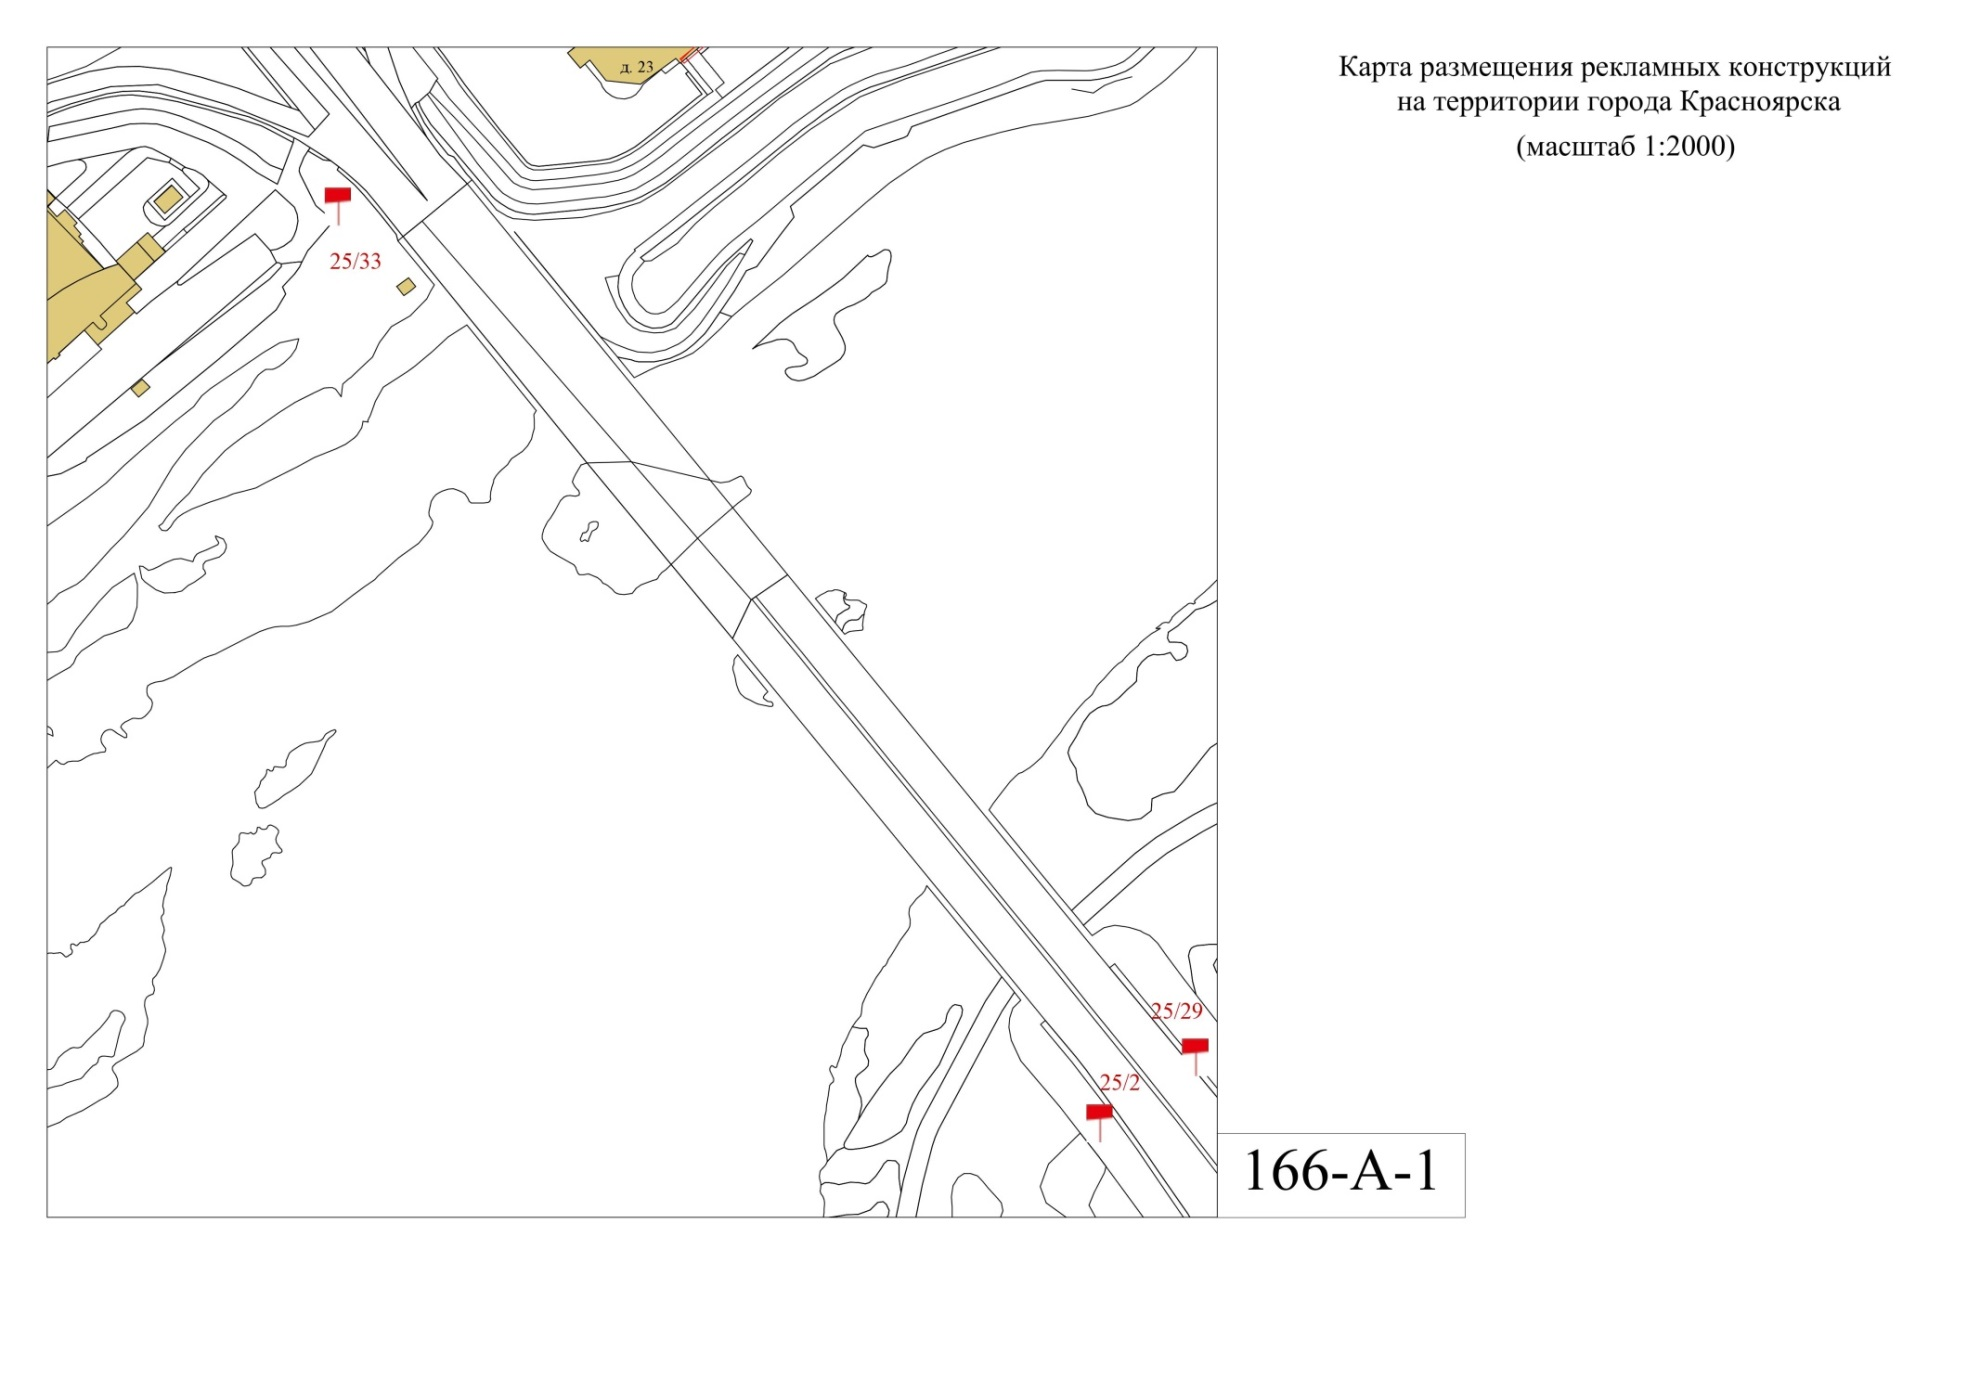 Карта размещения рекламных конструкций
на территории города Красноярска
(масштаб 1:2000)
д. 23
25/33
25/29
25/2
166-А-1